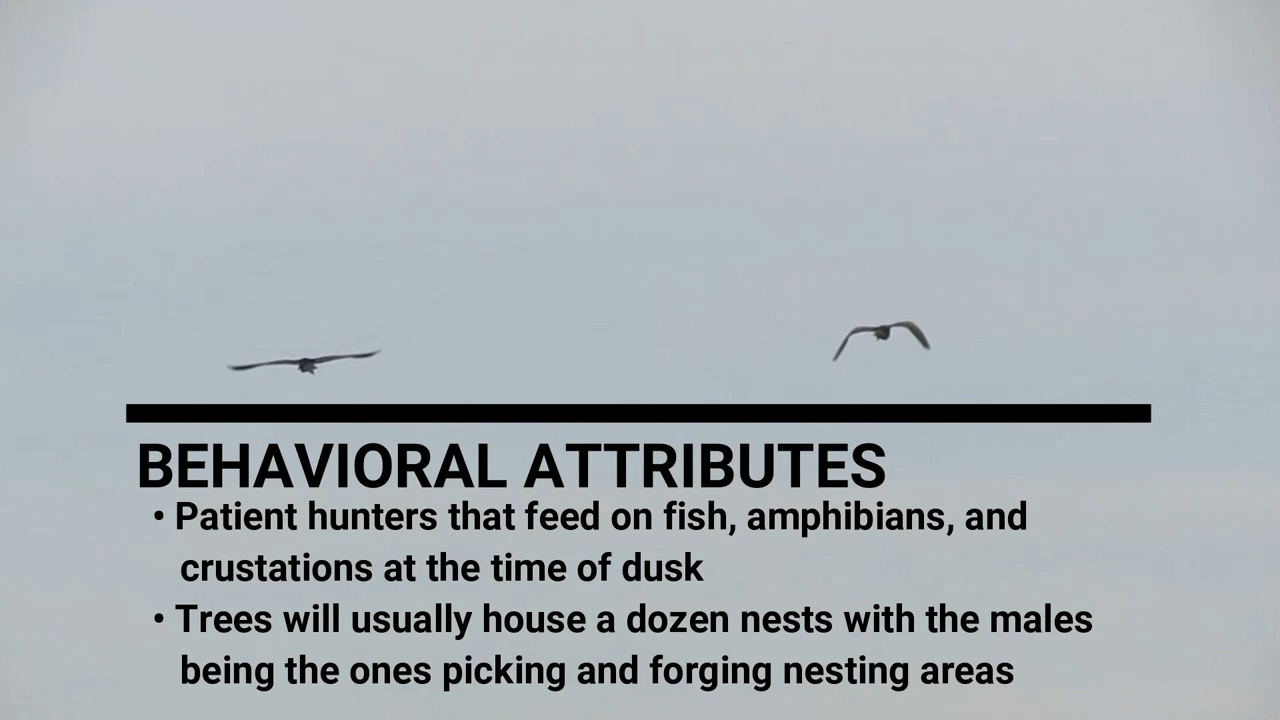 BEHAVIORAL ATTRIBUTES
• Patient hunters that feed on fish, amphibians, and
crustations at the time of dusk
• Trees will usually house a dozen nests with the males
being the ones picking and forging nesting areas